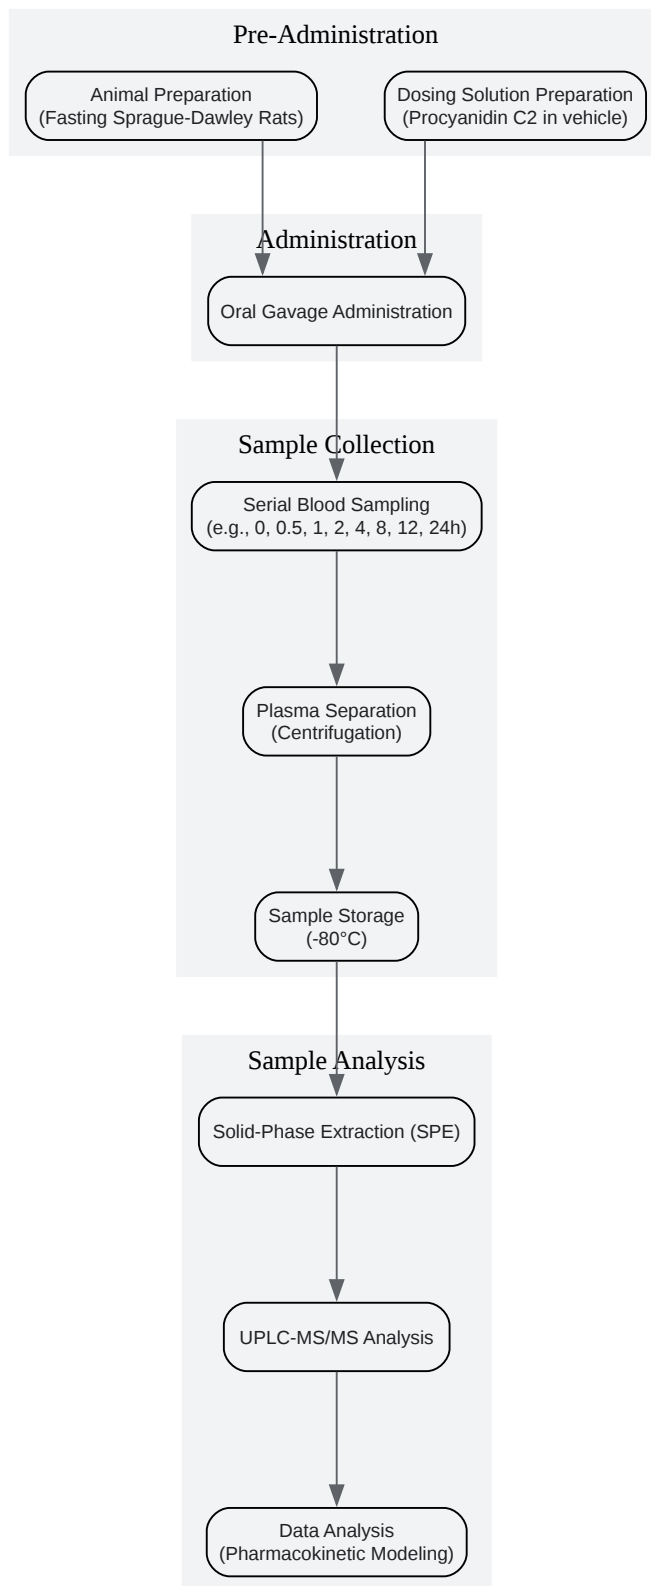 Pre-Administration
Animal Preparation
(Fasting Sprague-Dawley Rats)
Dosing Solution Preparation
(Procyanidin C2 in vehicle)
Administration
Oral Gavage Administration
Sample Collection
Serial Blood Sampling
(e.g., 0, 0.5, 1, 2, 4, 8, 12, 24h)
Plasma Separation
(Centrifugation)
Sample Storage
(-80°C)
Sample Analysis
Solid-Phase Extraction (SPE)
UPLC-MS/MS Analysis
Data Analysis
(Pharmacokinetic Modeling)